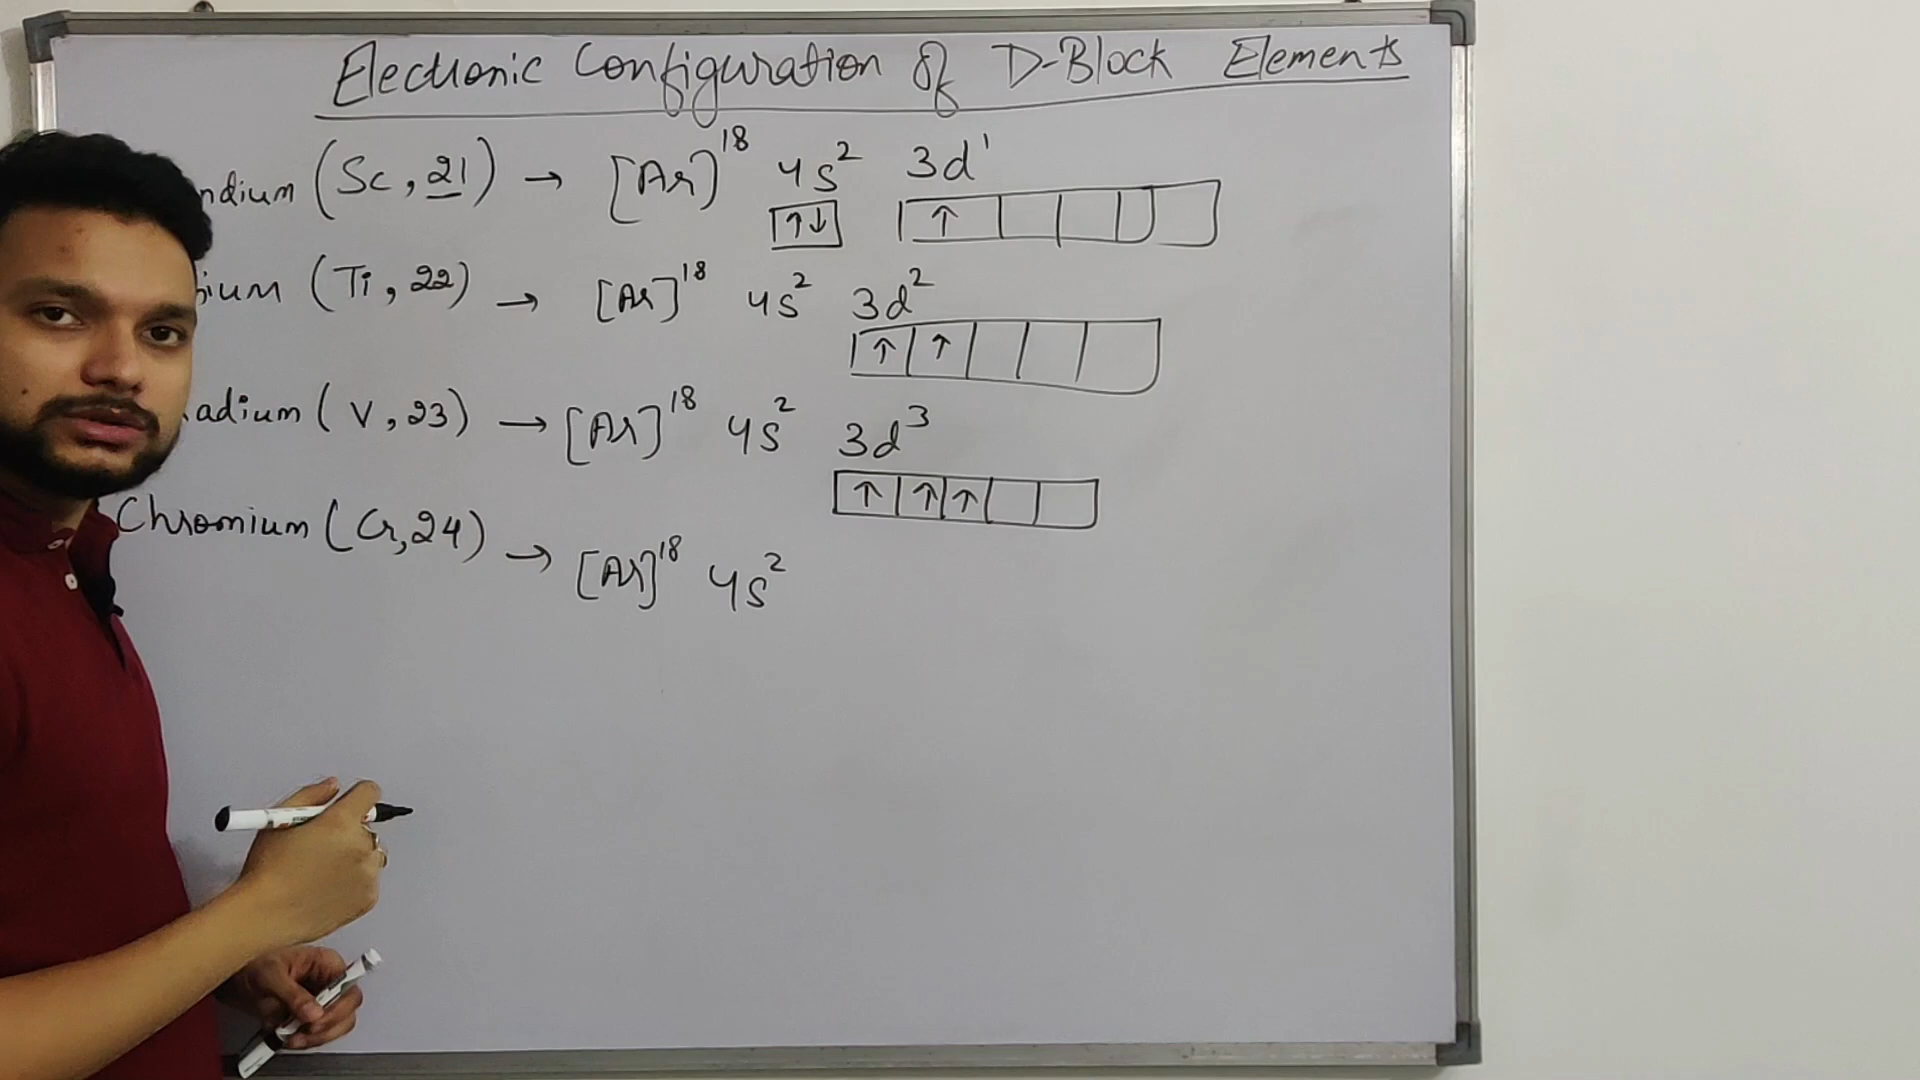 Electronic Configuration Of D-Block Elements
ndium (Sc, 21) → [Ar]¹⁸ 4s² 3d¹
↑↓ ↑
ium (Ti, 22) → [Ar]¹⁸ 4s² 3d²
↑ ↑
adium (V, 23) → [Ar]¹⁸ 4s² 3d³
↑ ↑ ↑
Chromium (Cr, 24) → [Ar]¹⁸ 4s²